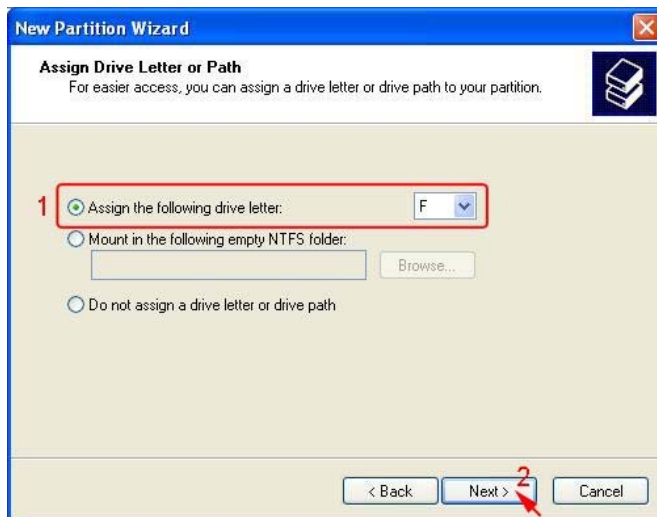 New Partition Wizard
Assign Drive Letter or Path
For easier access, you can assign a drive letter or drive path to your partition.
1
Assign the following drive letter: F
Mount in the following empty NTFS folder:
Browse...
Do not assign a drive letter or drive path
2
< Back Next > Cancel